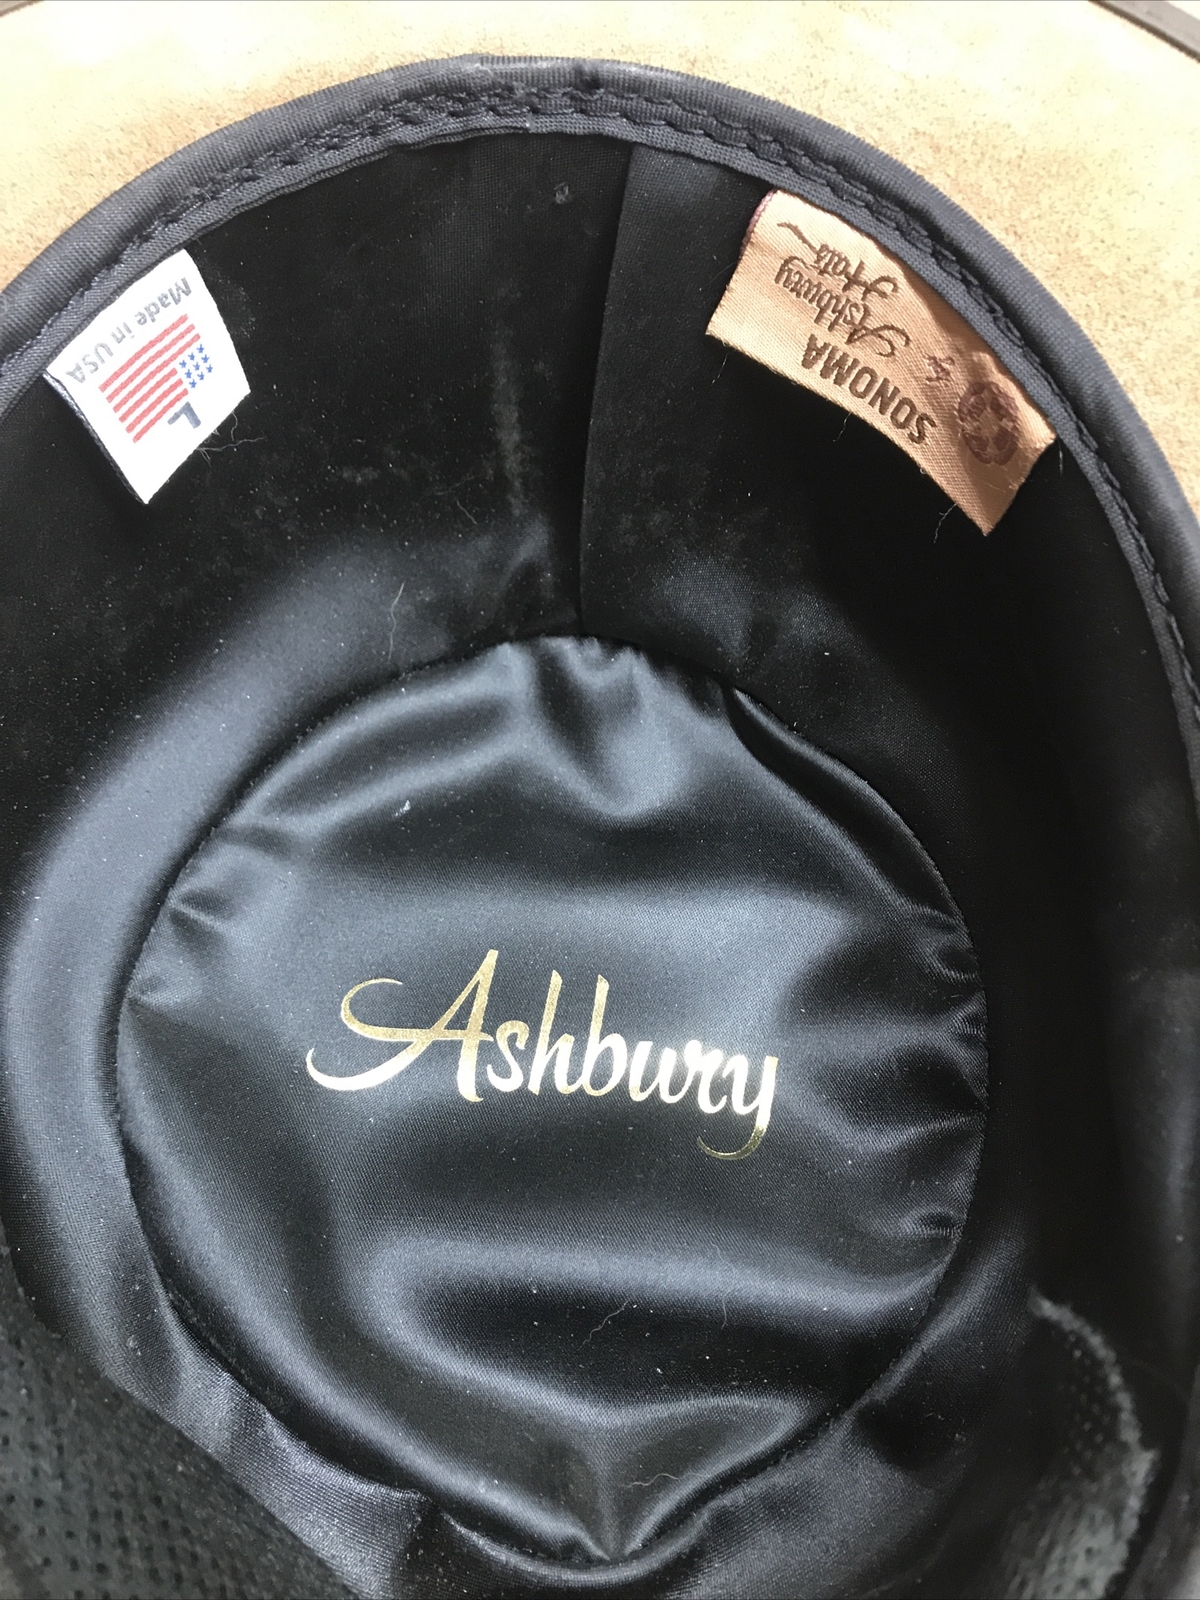 Made in USA
L
SONOMA
by Ashbury
Hats
Ashbury